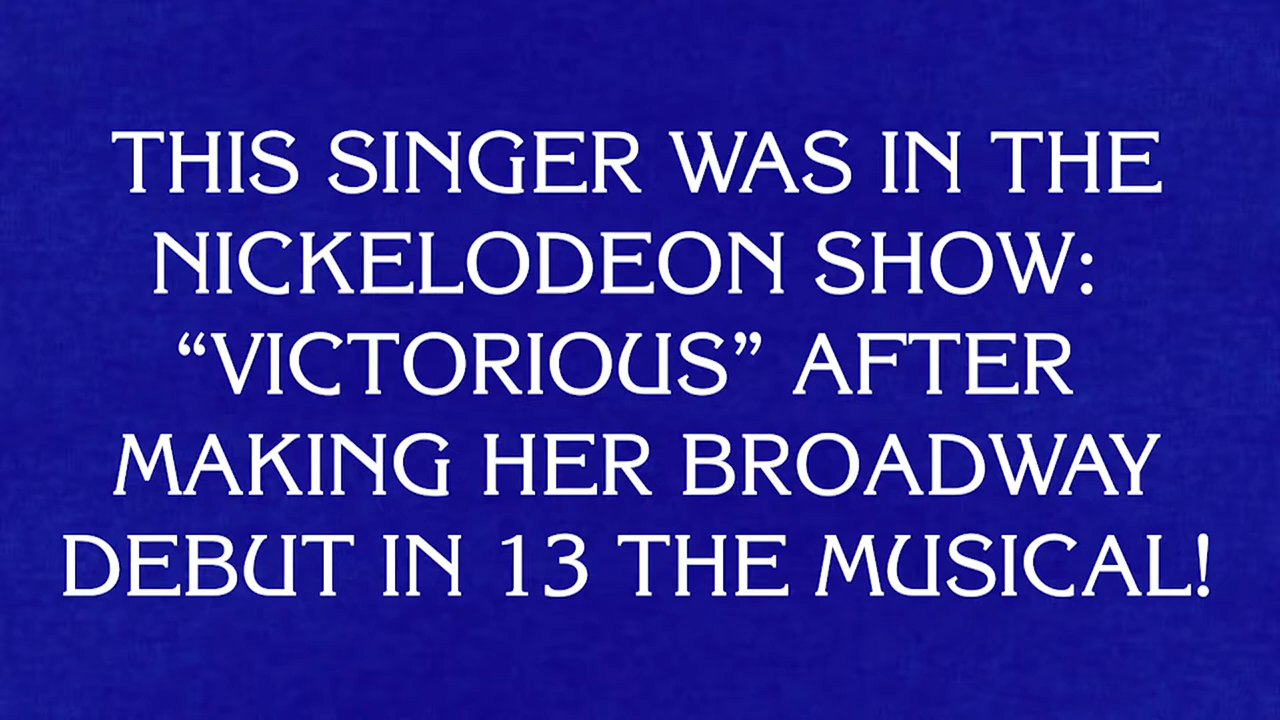 THIS SINGER WAS IN THE
NICKELODEON SHOW:
“VICTORIOUS” AFTER
MAKING HER BROADWAY
DEBUT IN 13 THE MUSICAL!